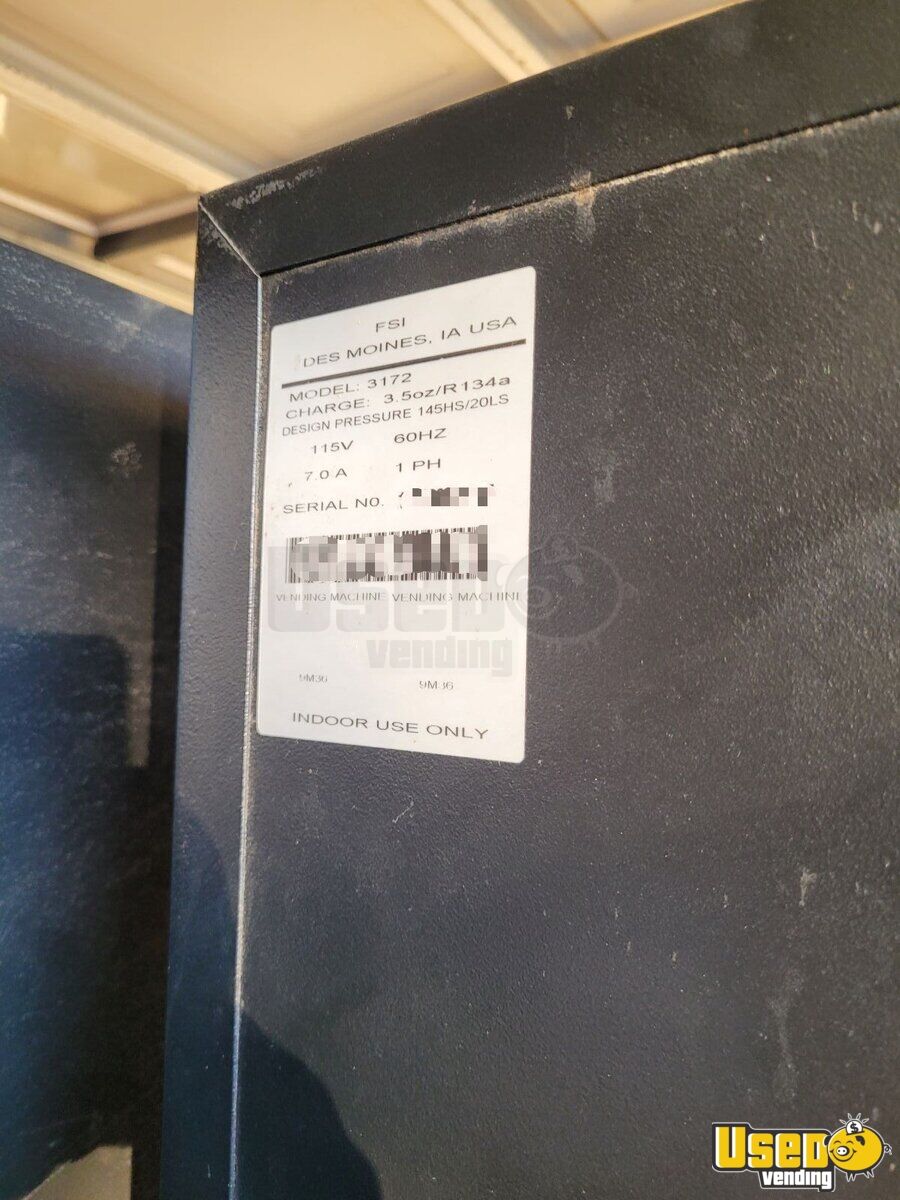 FSI
DES MOINES, IA USA
MODEL: 3172
CHARGE: 3.5oz/R134a
DESIGN PRESSURE 145HS/20LS
115V 60HZ
7.0 A 1 PH
SERIAL NO.
VENDING MACHINE VENDING MACHINE
Used vending
9M36 9M36
INDOOR USE ONLY
USED
vending